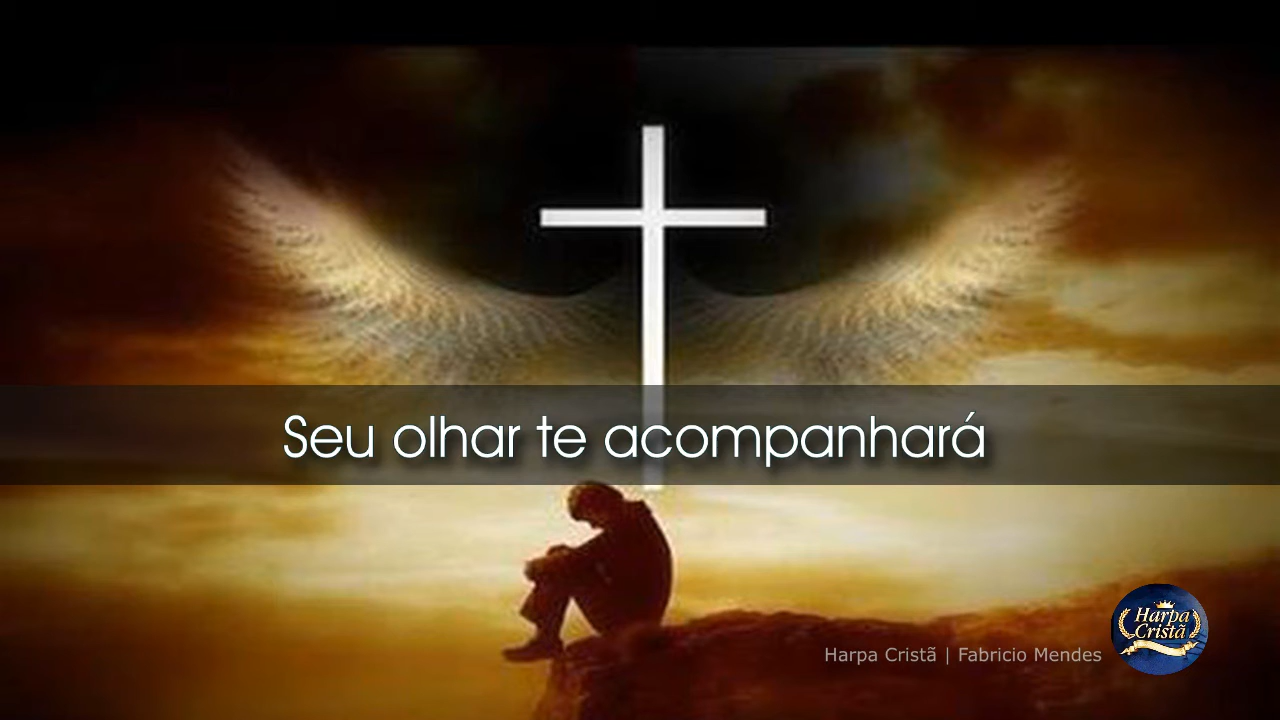 Seu olhar te acompanhará
Harpa
Cristã
Harpa Cristã | Fabricio Mendes